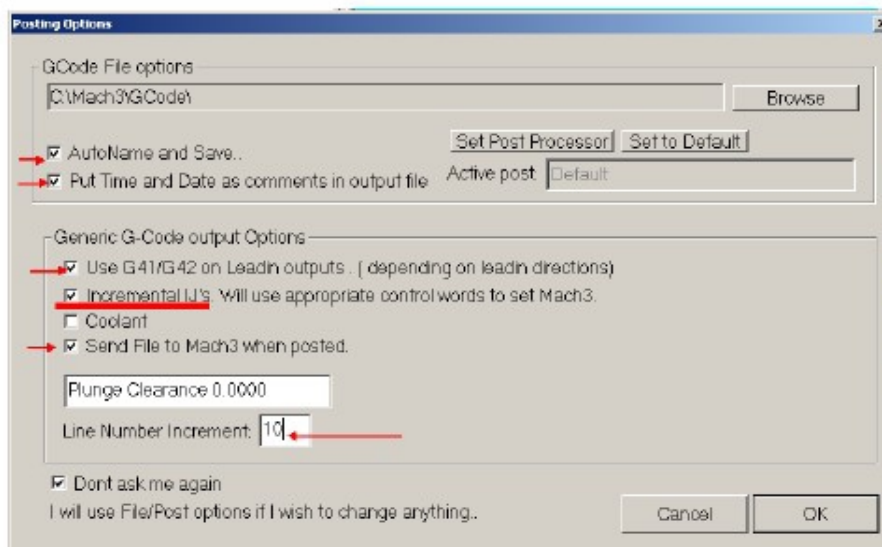 Posting Options
GCode File options
C:\Mach3\GCode\
Browse
AutoName and Save..
Set Post Processor
Set to Default
Put Time and Date as comments in output file
Active post
Default
Generic G-Code output Options
Use G41/G42 on Leadin outputs . ( depending on leadin directions)
Incremental IJ's. Will use appropriate control words to set Mach3.
Coolant
Send File to Mach3 when posted.
Plunge Clearance 0.0000
Line Number Increment: 10
Dont ask me again
I will use File/Post options if I wish to change anything..
Cancel
OK